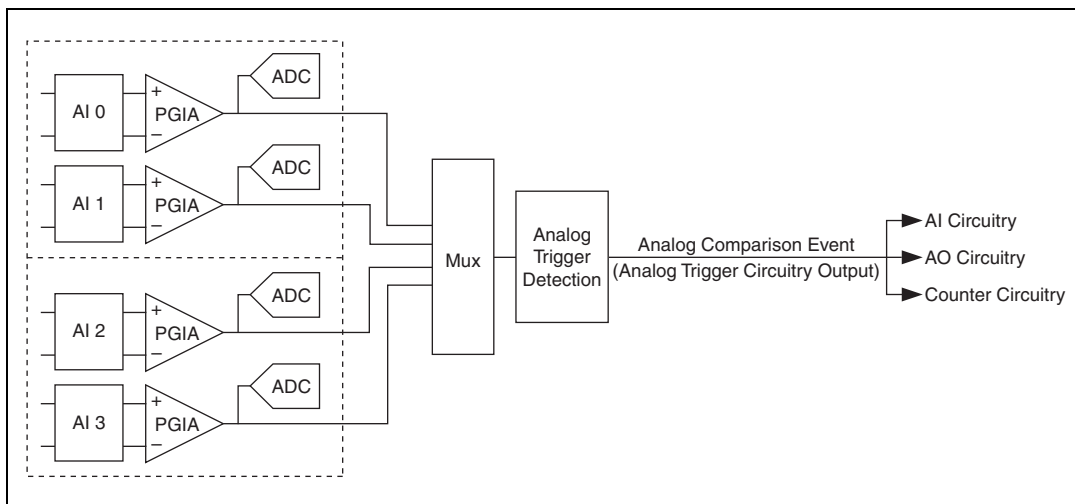 ADC
AI 0
+
PGIA
−
ADC
AI 1
+
PGIA
−
ADC
AI 2
+
PGIA
−
ADC
AI 3
+
PGIA
−
Mux
Analog
Trigger
Detection
Analog Comparison Event
(Analog Trigger Circuitry Output)
AI Circuitry
AO Circuitry
Counter Circuitry